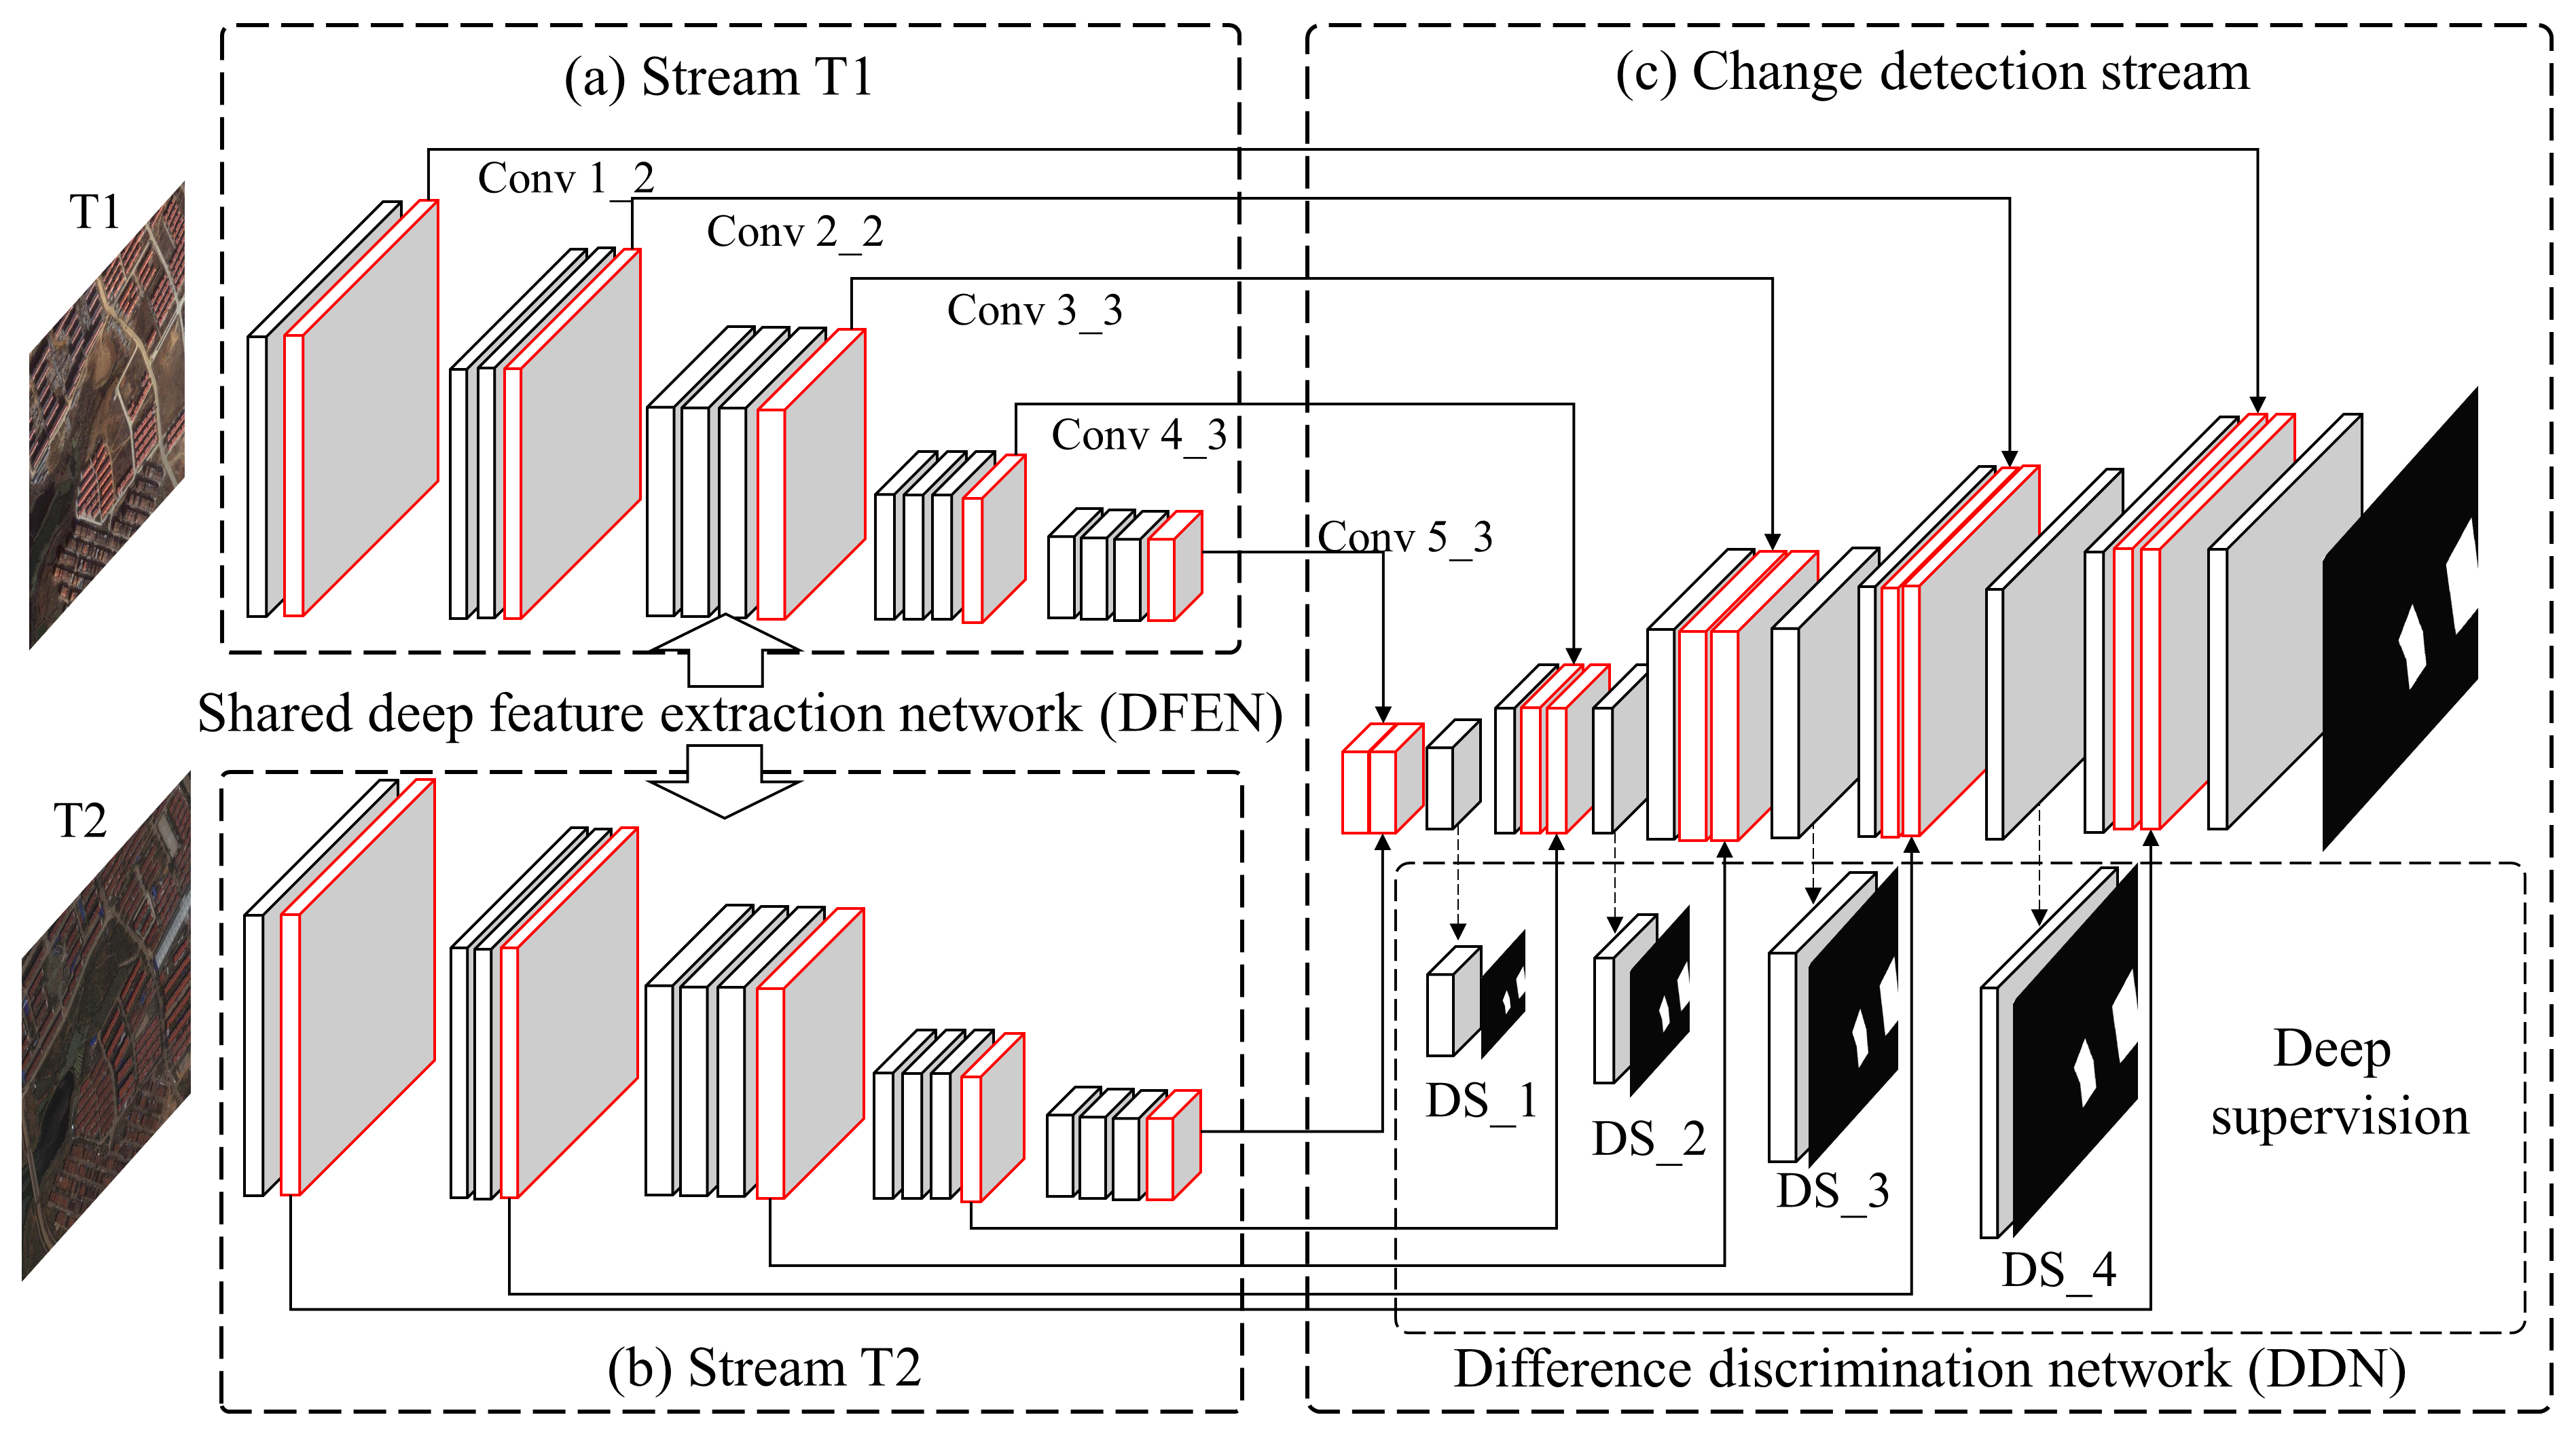 (a) Stream T1
(c) Change detection stream
T1
Conv 1_2
Conv 2_2
Conv 3_3
Conv 4_3
Conv 5_3
Shared deep feature extraction network (DFEN)
T2
DS_1
DS_2
DS_3
DS_4
Deep
supervision
(b) Stream T2
Difference discrimination network (DDN)